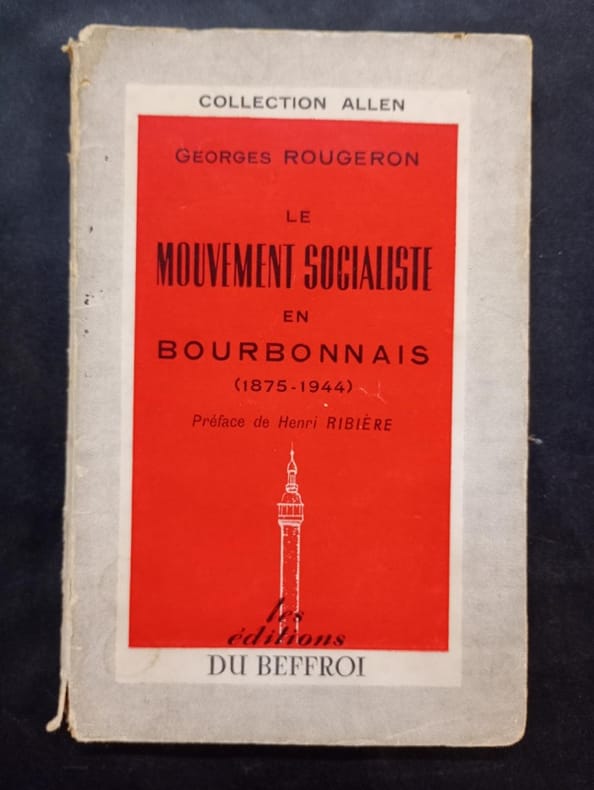 COLLECTION ALLEN
GEORGES ROUGERON
LE
MOUVEMENT SOCIALISTE
EN
BOURBONNAIS
(1875-1944)
Préface de Henri RIBIÈRE
les
éditions
DU BEFFROI